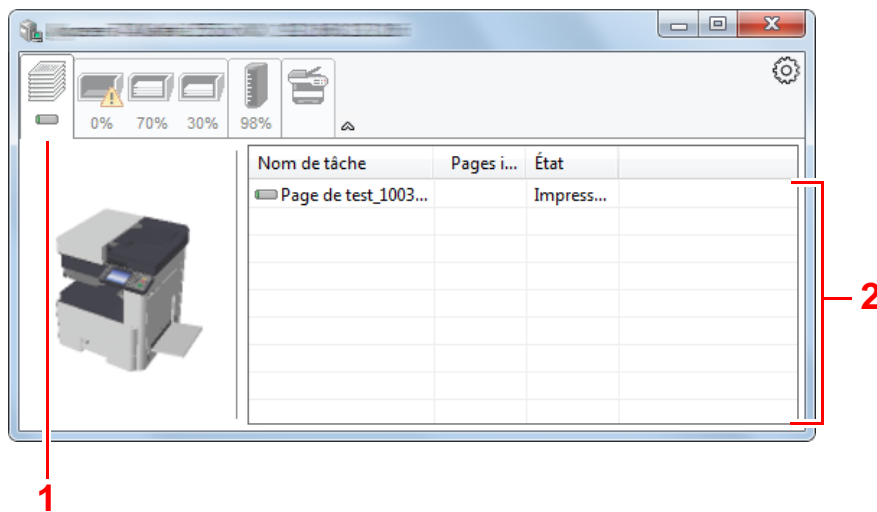 0% 70% 30% 98%
Nom de tâche Pages i... État
Page de test_1003... Impress...
2
1